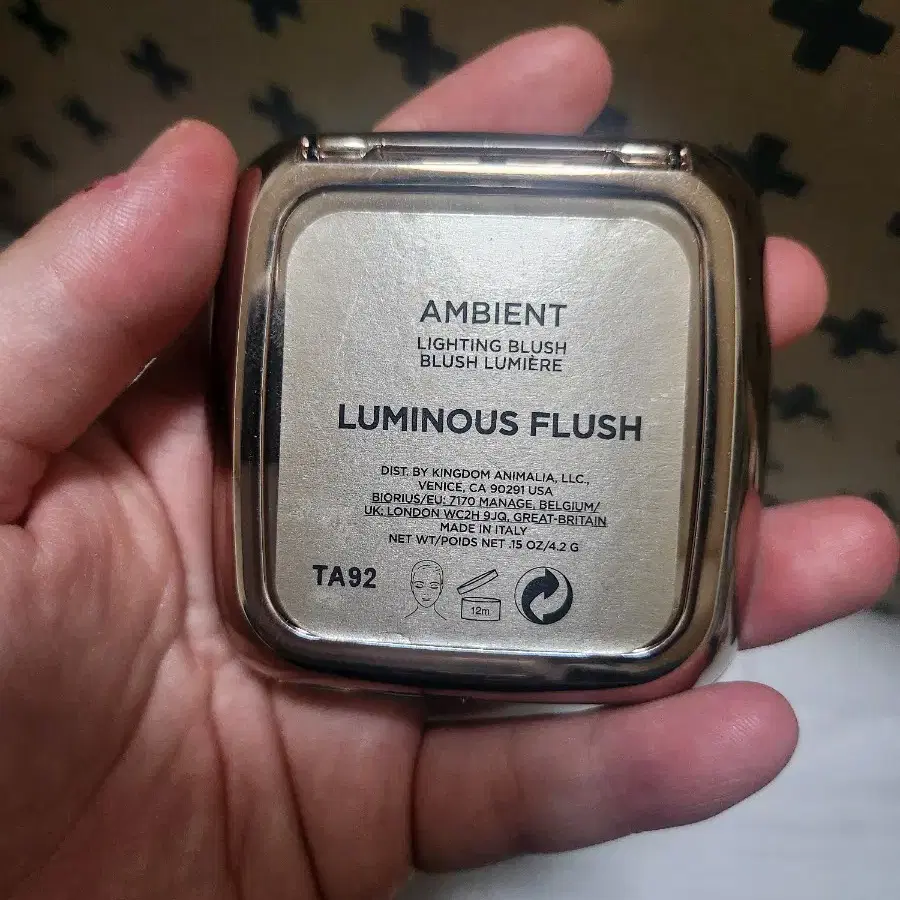 AMBIENT
LIGHTING BLUSH
BLUSH LUMIÈRE
LUMINOUS FLUSH
DIST. BY KINGDOM ANIMALIA, LLC.,
VENICE, CA 90291 USA
BIORIUS/EU: 7170 MANAGE, BELGIUM/
UK: LONDON WC2H 9JQ, GREAT-BRITAIN
MADE IN ITALY
NET WT/POIDS NET .15 OZ/4.2 G
TA92
12m